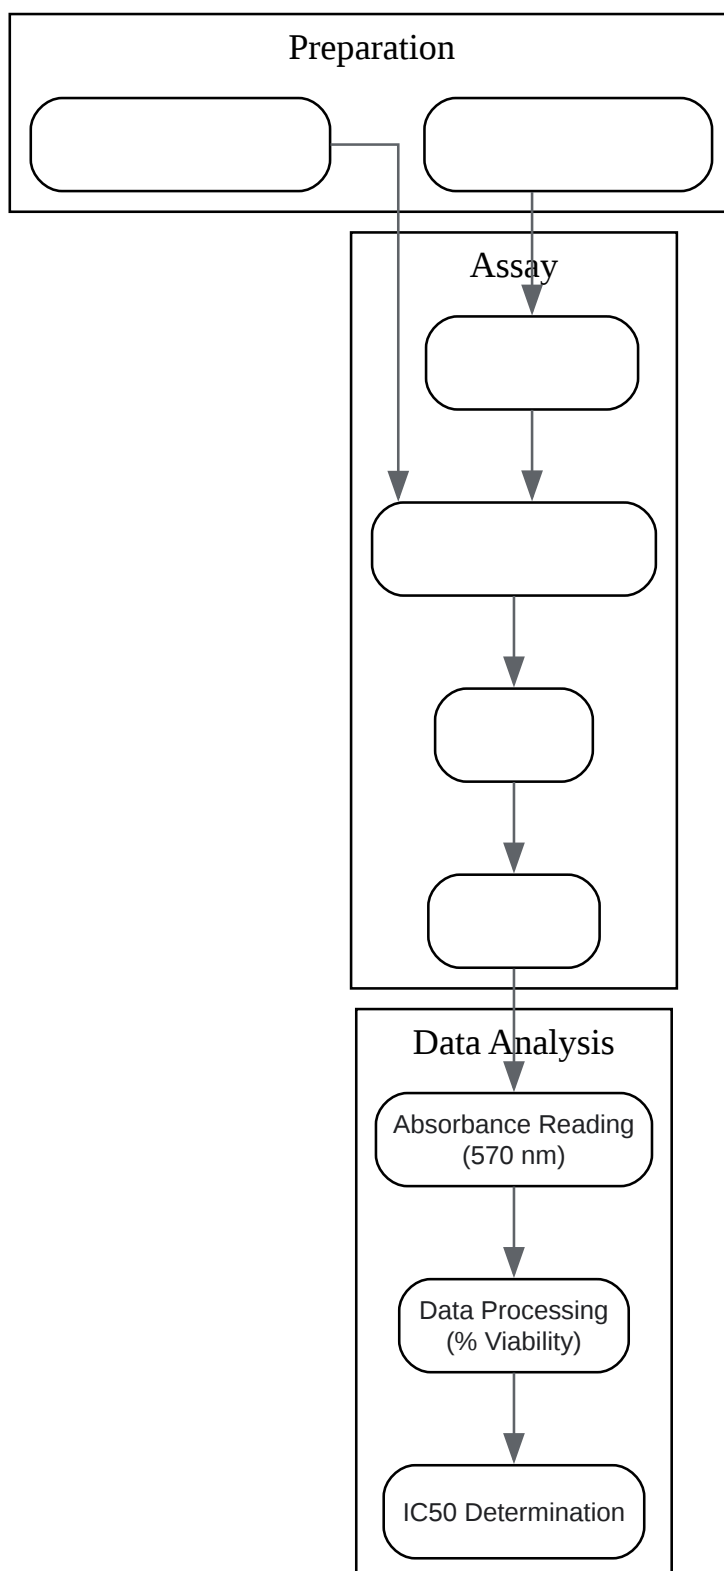 Preparation
Assay
Data Analysis
Absorbance Reading
(570 nm)
Data Processing
(% Viability)
IC50 Determination